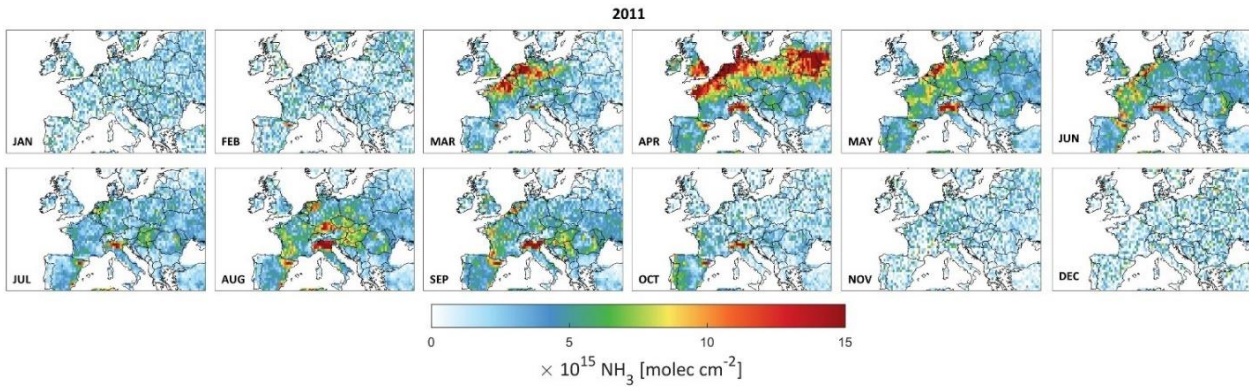 2011
JAN
FEB
MAR
APR
MAY
JUN
JUL
AUG
SEP
OCT
NOV
DEC
0 5 10 15
× 10¹⁵ NH₃ [molec cm⁻²]